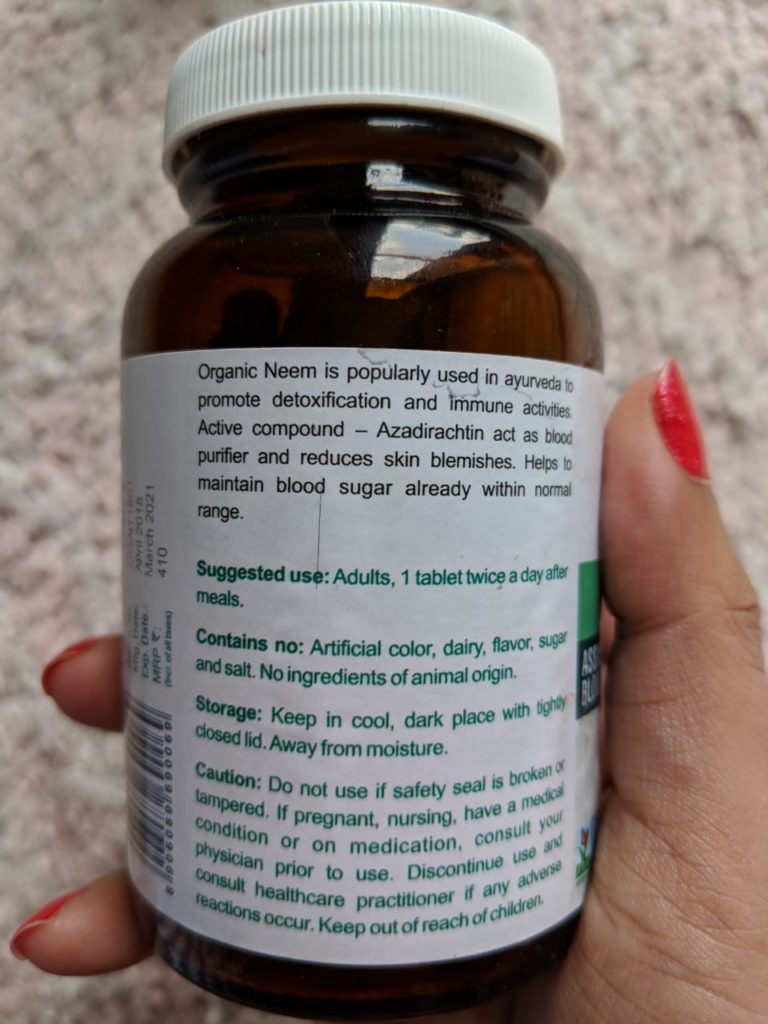 Organic Neem is popularly used in ayurveda to
promote detoxification and immune activities.
Active compound – Azadirachtin act as blood
purifier and reduces skin blemishes. Helps to
maintain blood sugar already within normal
range.
Suggested use: Adults, 1 tablet twice a day after
meals.
Contains no: Artificial color, dairy, flavor, sugar
and salt. No ingredients of animal origin.
Storage: Keep in cool, dark place with tightly
closed lid. Away from moisture.
Caution: Do not use if safety seal is broken or
tampered. If pregnant, nursing, have a medical
condition or on medication, consult your
physician prior to use. Discontinue use and
consult healthcare practitioner if any adverse
reactions occur. Keep out of reach of children.
Mfg. Date: April 2018
Exp. Date.: March 2021
MRP ₹: 410
(Incl. of all taxes)